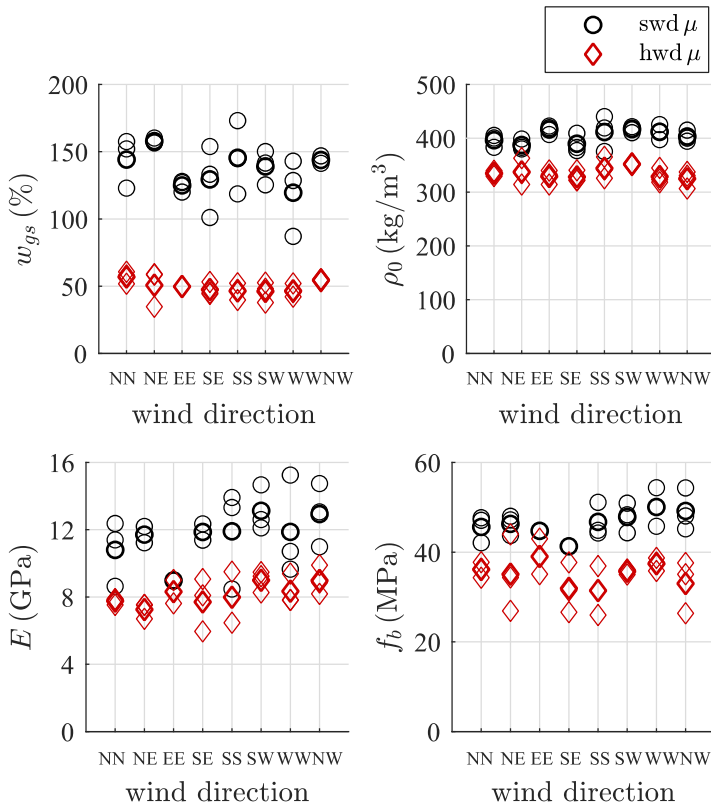 swd μ
hwd μ
200
150
100
50
0
w_gs (%)
NN NE EE SE SS SW WW NW
wind direction
500
400
300
200
100
0
ρ_0 (kg/m^3)
NN NE EE SE SS SW WW NW
wind direction
16
12
8
4
0
E (GPa)
NN NE EE SE SS SW WW NW
wind direction
60
40
20
0
f_b (MPa)
NN NE EE SE SS SW WW NW
wind direction